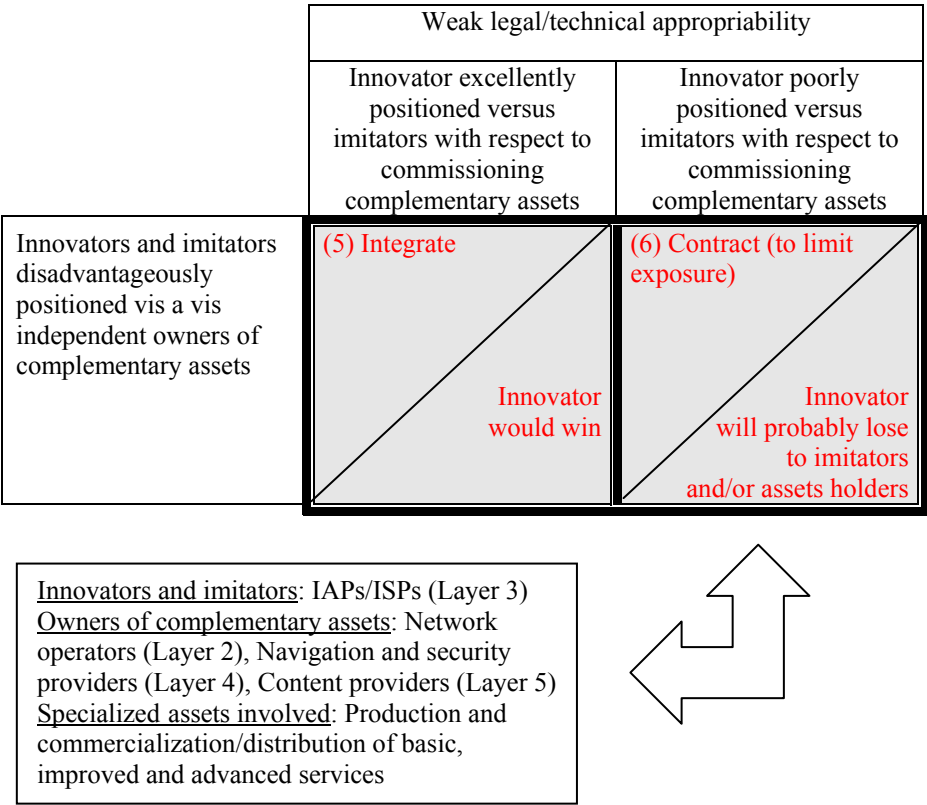 Weak legal/technical appropriability
Innovator excellently
positioned versus
imitators with respect to
commissioning
complementary assets
Innovator poorly
positioned versus
imitators with respect to
commissioning
complementary assets
Innovators and imitators
disadvantageously
positioned vis a vis
independent owners of
complementary assets
(5) Integrate
Innovator
would win
(6) Contract (to limit
exposure)
Innovator
will probably lose
to imitators
and/or assets holders
Innovators and imitators: IAPs/ISPs (Layer 3)
Owners of complementary assets: Network
operators (Layer 2), Navigation and security
providers (Layer 4), Content providers (Layer 5)
Specialized assets involved: Production and
commercialization/distribution of basic,
improved and advanced services